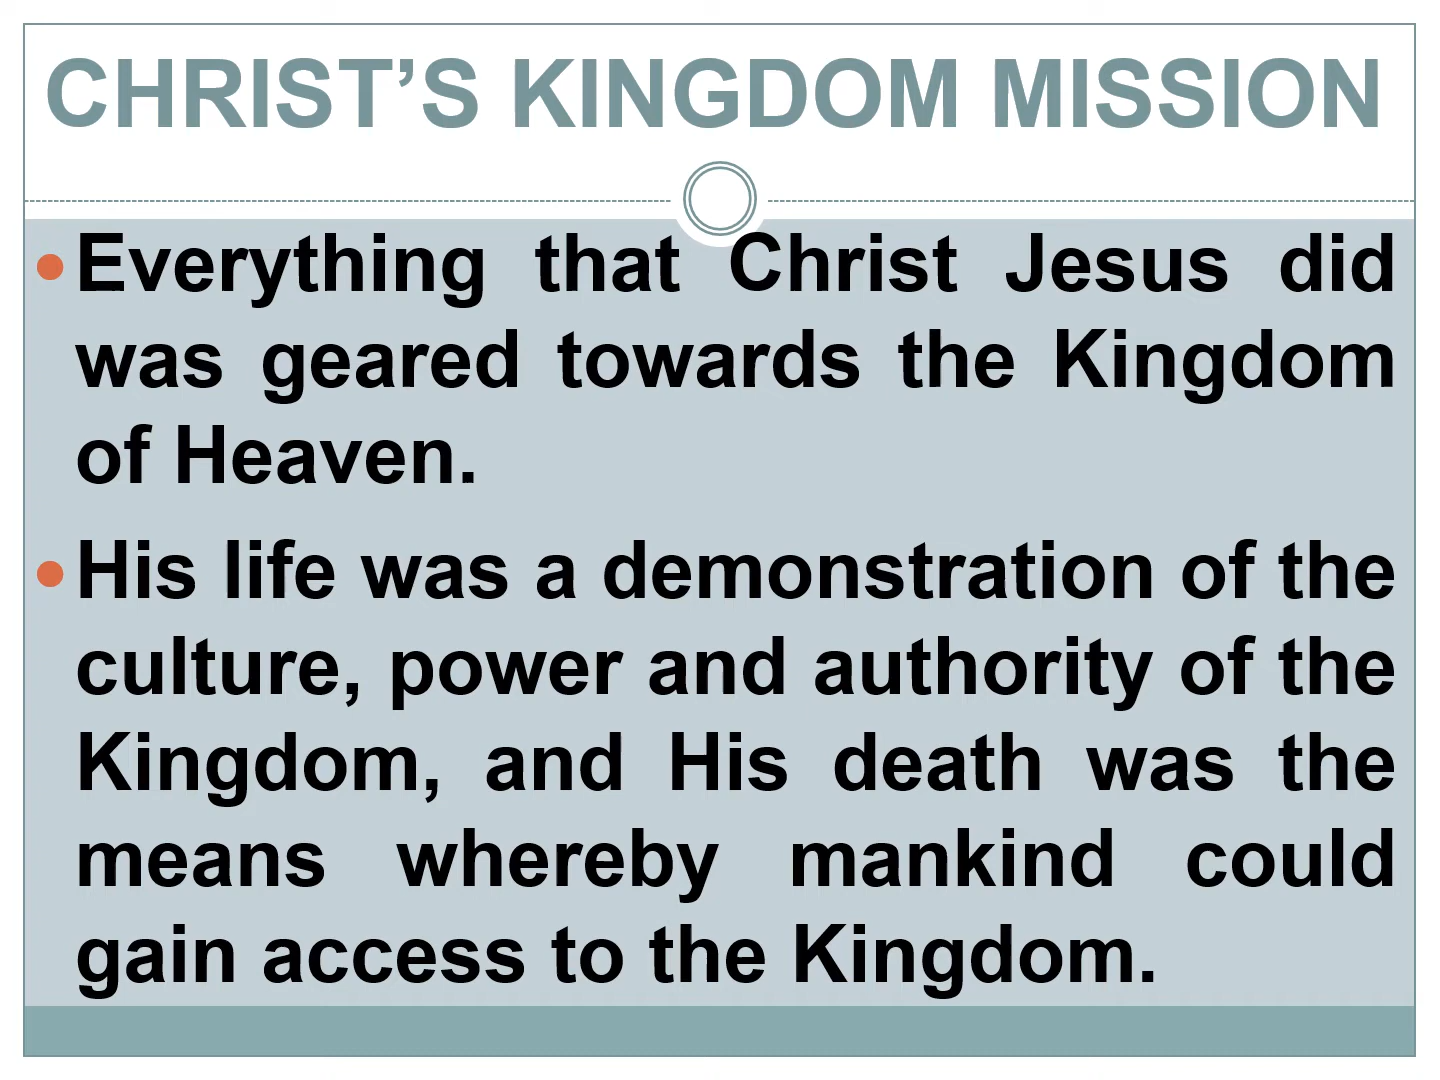 CHRIST’S KINGDOM MISSION
• Everything that Christ Jesus did
was geared towards the Kingdom
of Heaven.
• His life was a demonstration of the
culture, power and authority of the
Kingdom, and His death was the
means whereby mankind could
gain access to the Kingdom.